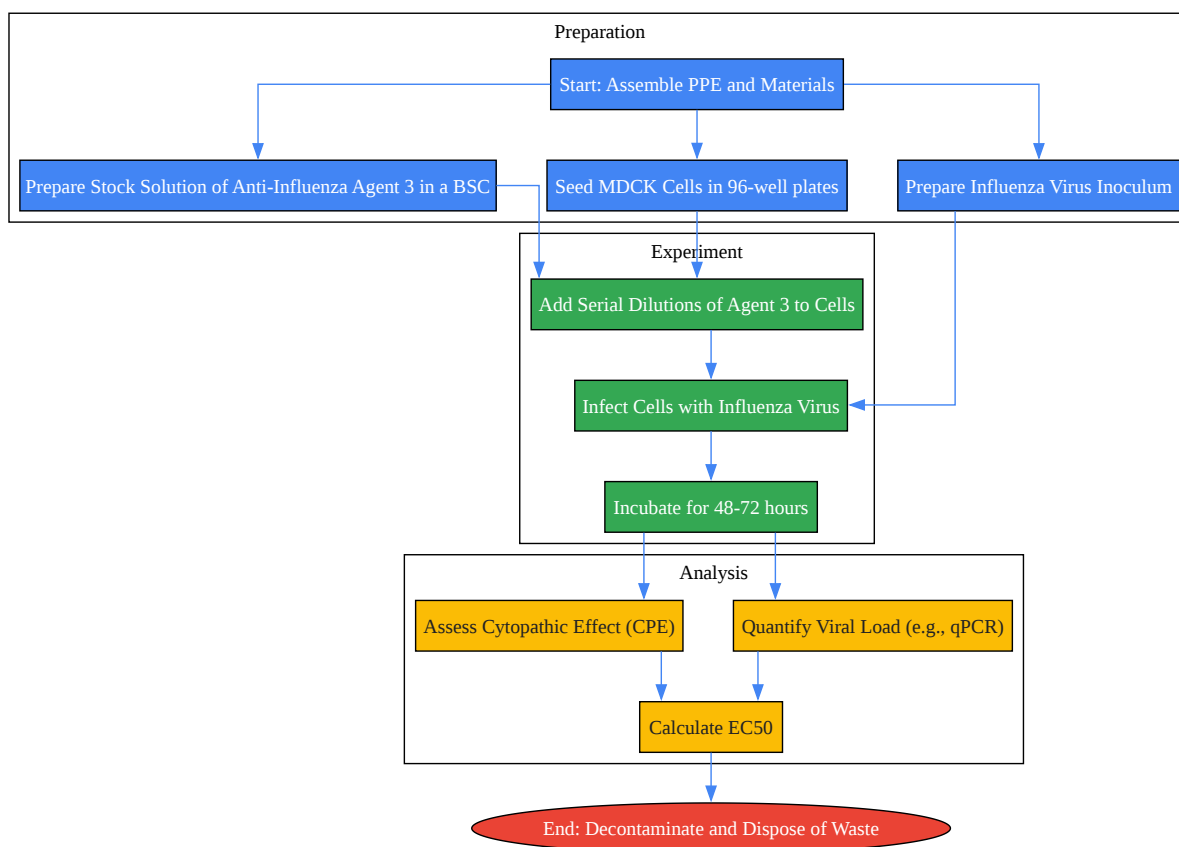 Preparation
Start: Assemble PPE and Materials
Prepare Stock Solution of Anti-Influenza Agent 3 in a BSC
Seed MDCK Cells in 96-well plates
Prepare Influenza Virus Inoculum
Experiment
Add Serial Dilutions of Agent 3 to Cells
Infect Cells with Influenza Virus
Incubate for 48-72 hours
Analysis
Assess Cytopathic Effect (CPE)
Quantify Viral Load (e.g., qPCR)
Calculate EC50
End: Decontaminate and Dispose of Waste